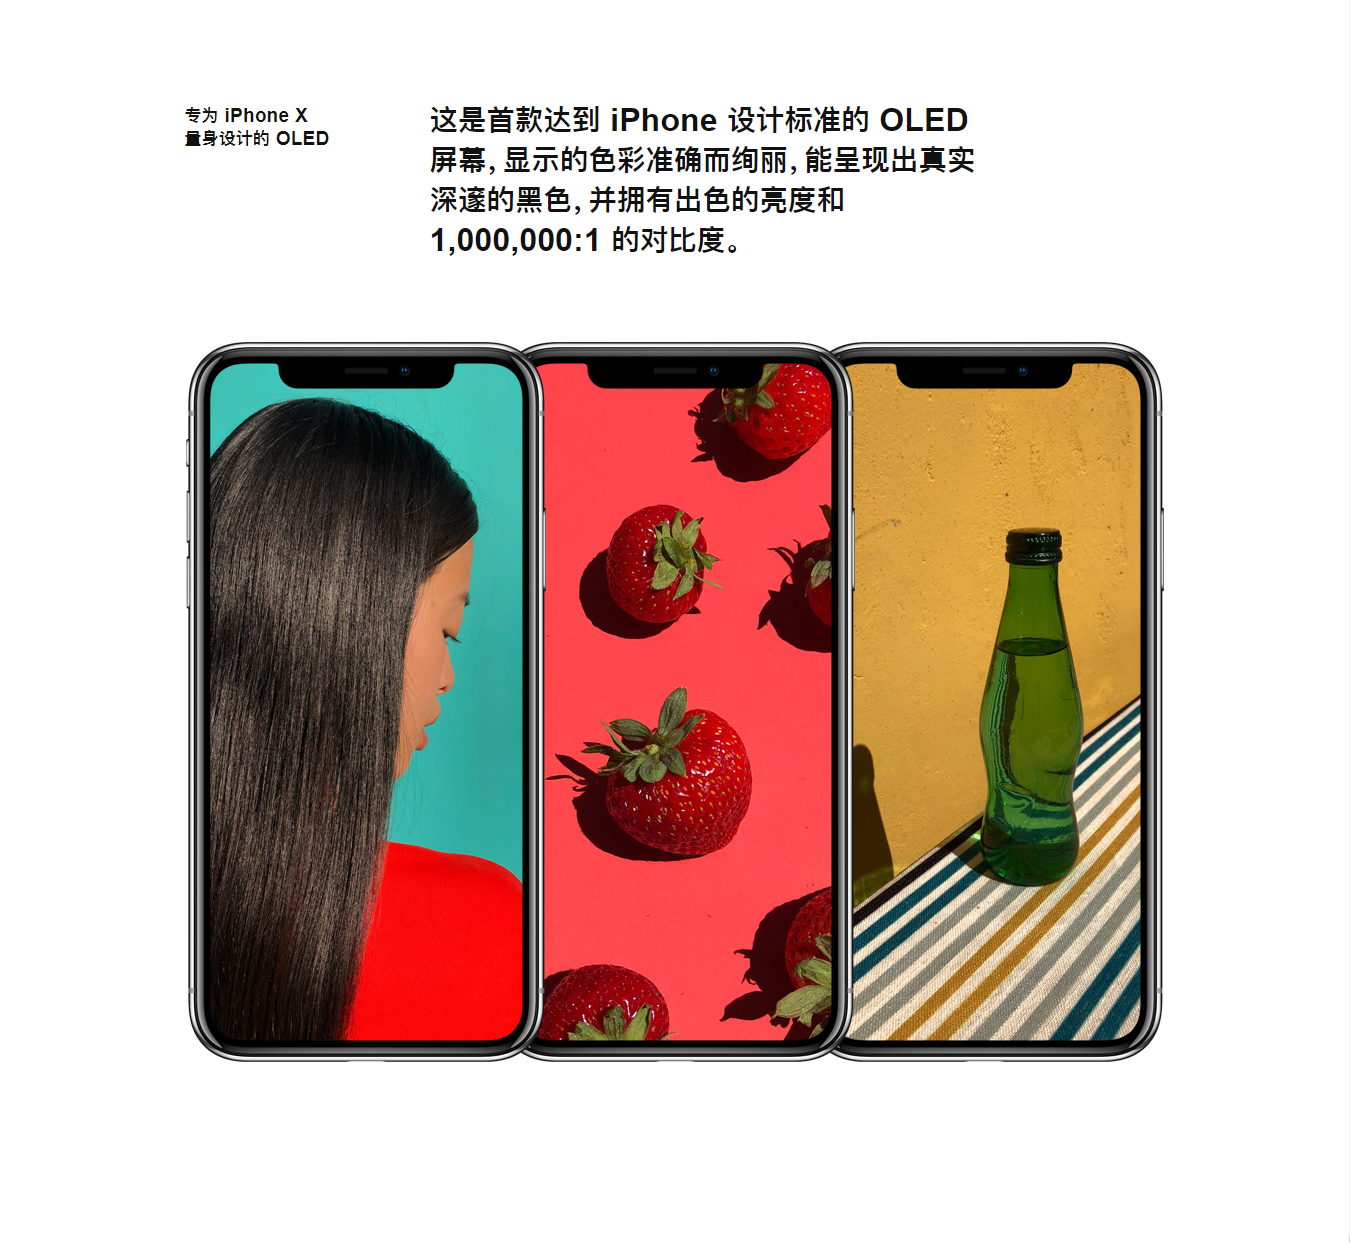 专为 iPhone X
量身设计的 OLED
这是首款达到 iPhone 设计标准的 OLED
屏幕，显示的色彩准确而绚丽，能呈现出真实
深邃的黑色，并拥有出色的亮度和
1,000,000:1 的对比度。